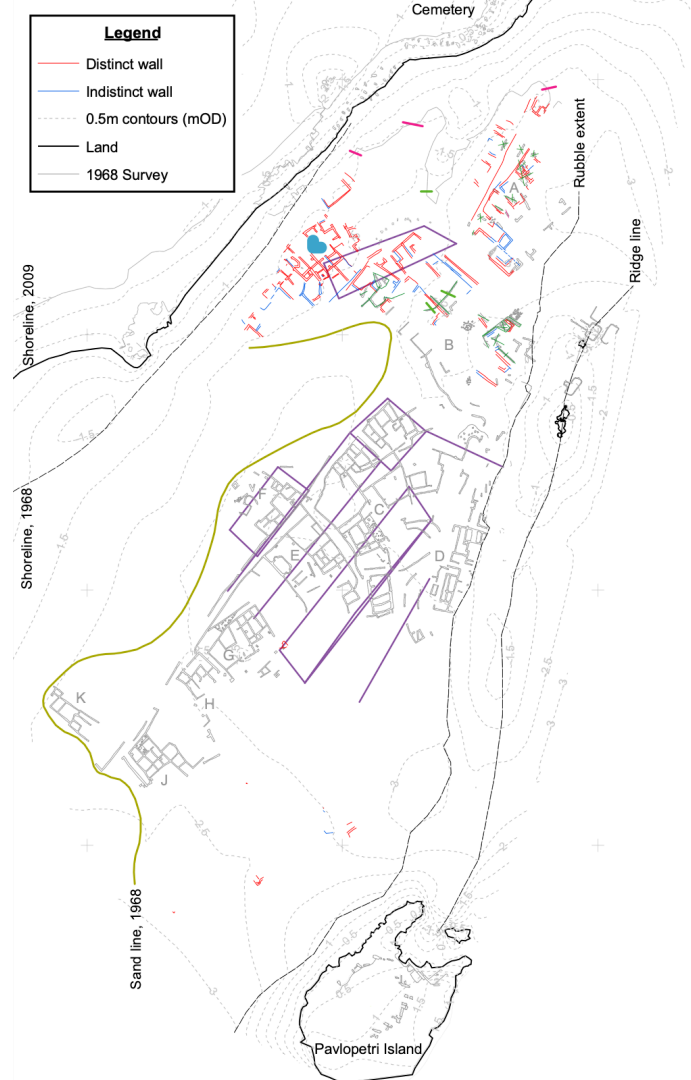 Cemetery
Legend
Distinct wall
Indistinct wall
0.5m contours (mOD)
Land
1968 Survey
Rubble extent
Ridge line
Shoreline, 2009
Shoreline, 1968
A
B
C
F
E
D
G
K
H
J
Sand line, 1968
Pavlopetri Island